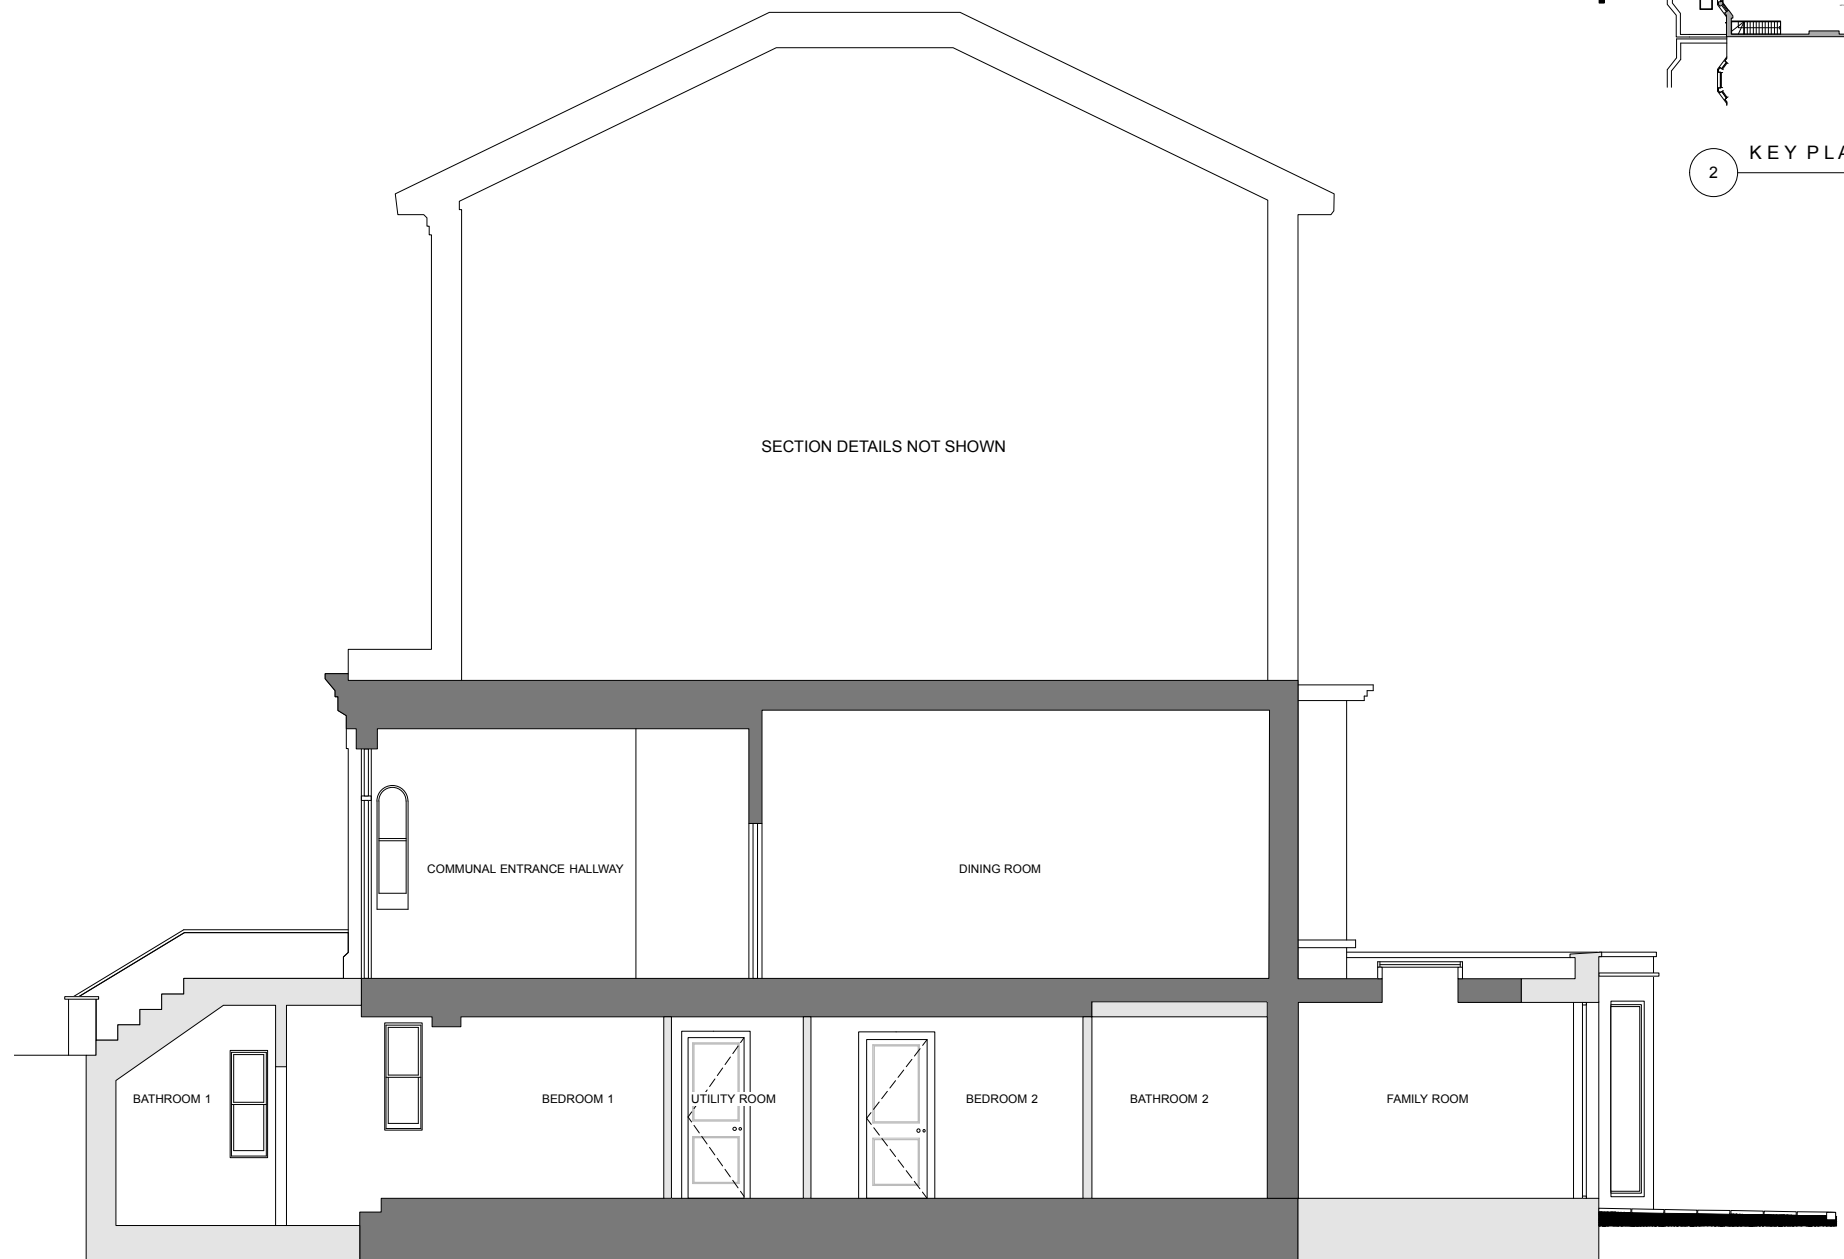 2
KEY PLA
SECTION DETAILS NOT SHOWN
COMMUNAL ENTRANCE HALLWAY
DINING ROOM
BATHROOM 1
BEDROOM 1
UTILITY ROOM
BEDROOM 2
BATHROOM 2
FAMILY ROOM